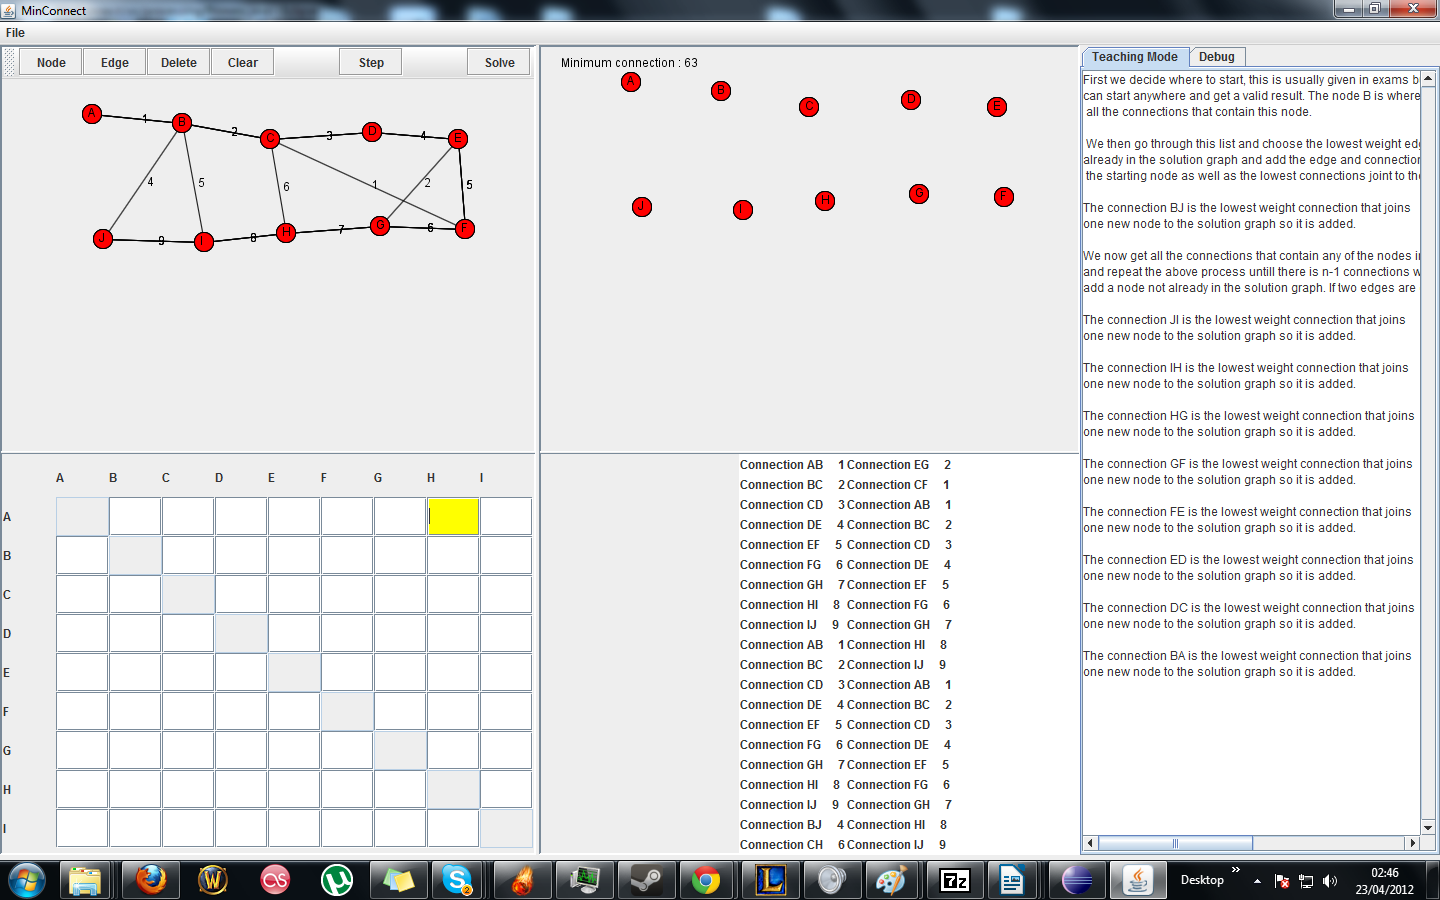 MinConnect
File
Node Edge Delete Clear Step Solve
A 1 B 2 C 3 D 4 E
4 5 6 1 2 5
J 9 I 8 H 7 G 6 F
Minimum connection : 63
A B C D E
J I H G F
Teaching Mode Debug
First we decide where to start, this is usually given in exams b
can start anywhere and get a valid result. The node B is where
all the connections that contain this node.
We then go through this list and choose the lowest weight edg
already in the solution graph and add the edge and connection
the starting node as well as the lowest connections joint to the
The connection BJ is the lowest weight connection that joins
one new node to the solution graph so it is added.
We now get all the connections that contain any of the nodes in
and repeat the above process untill there is n-1 connections w
add a node not already in the solution graph. If two edges are
The connection JI is the lowest weight connection that joins
one new node to the solution graph so it is added.
The connection IH is the lowest weight connection that joins
one new node to the solution graph so it is added.
The connection HG is the lowest weight connection that joins
one new node to the solution graph so it is added.
The connection GF is the lowest weight connection that joins
one new node to the solution graph so it is added.
The connection FE is the lowest weight connection that joins
one new node to the solution graph so it is added.
The connection ED is the lowest weight connection that joins
one new node to the solution graph so it is added.
The connection DC is the lowest weight connection that joins
one new node to the solution graph so it is added.
The connection BA is the lowest weight connection that joins
one new node to the solution graph so it is added.
A B C D E F G H I
A
B
C
D
E
F
G
H
I
Connection AB 1 Connection EG 2
Connection BC 2 Connection CF 1
Connection CD 3 Connection AB 1
Connection DE 4 Connection BC 2
Connection EF 5 Connection CD 3
Connection FG 6 Connection DE 4
Connection GH 7 Connection EF 5
Connection HI 8 Connection FG 6
Connection IJ 9 Connection GH 7
Connection AB 1 Connection HI 8
Connection BC 2 Connection IJ 9
Connection CD 3 Connection AB 1
Connection DE 4 Connection BC 2
Connection EF 5 Connection CD 3
Connection FG 6 Connection DE 4
Connection GH 7 Connection EF 5
Connection HI 8 Connection FG 6
Connection IJ 9 Connection GH 7
Connection BJ 4 Connection HI 8
Connection CH 6 Connection IJ 9
W
S 2
L
7z
Desktop
02:46
23/04/2012